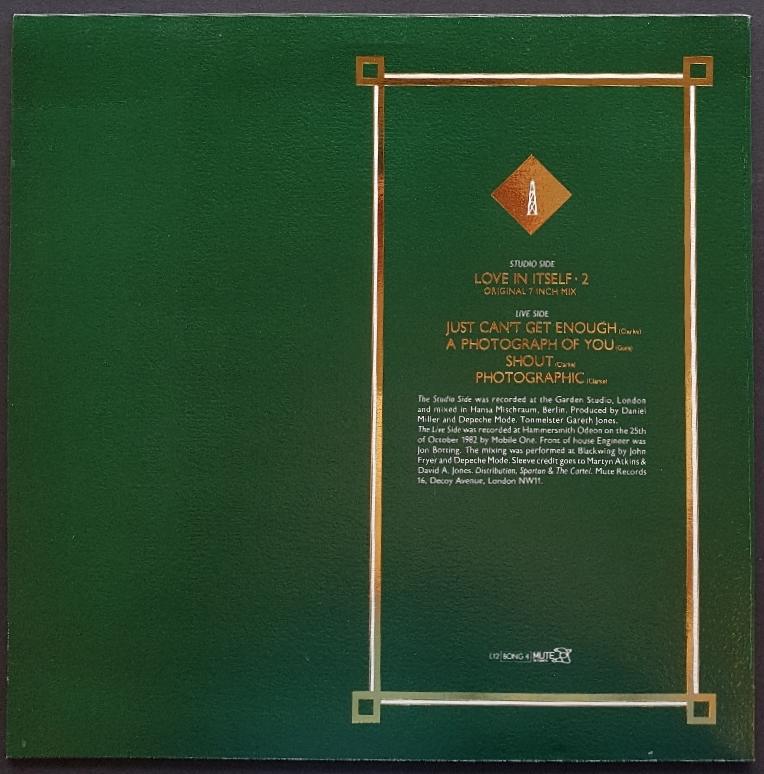 STUDIO SIDE
LOVE IN ITSELF · 2
ORIGINAL 7 INCH MIX
LIVE SIDE
JUST CAN'T GET ENOUGH (Clarke)
A PHOTOGRAPH OF YOU (Gore)
SHOUT (Clarke)
PHOTOGRAPHIC (Clarke)
The Studio Side was recorded at the Garden Studio, London
and mixed in Hansa Mischraum, Berlin. Produced by Daniel
Miller and Depeche Mode. Tonmeister Gareth Jones.
The Live Side was recorded at Hammersmith Odeon on the 25th
of October 1982 by Mobile One. Front of house Engineer was
Jon Botting. The mixing was performed at Blackwing by John
Fryer and Depeche Mode. Sleeve credit goes to Martyn Atkins &
David A. Jones. Distribution, Spartan & The Cartel. Mute Records
16, Decoy Avenue, London NW11.
L12 BONG 4 MUTE